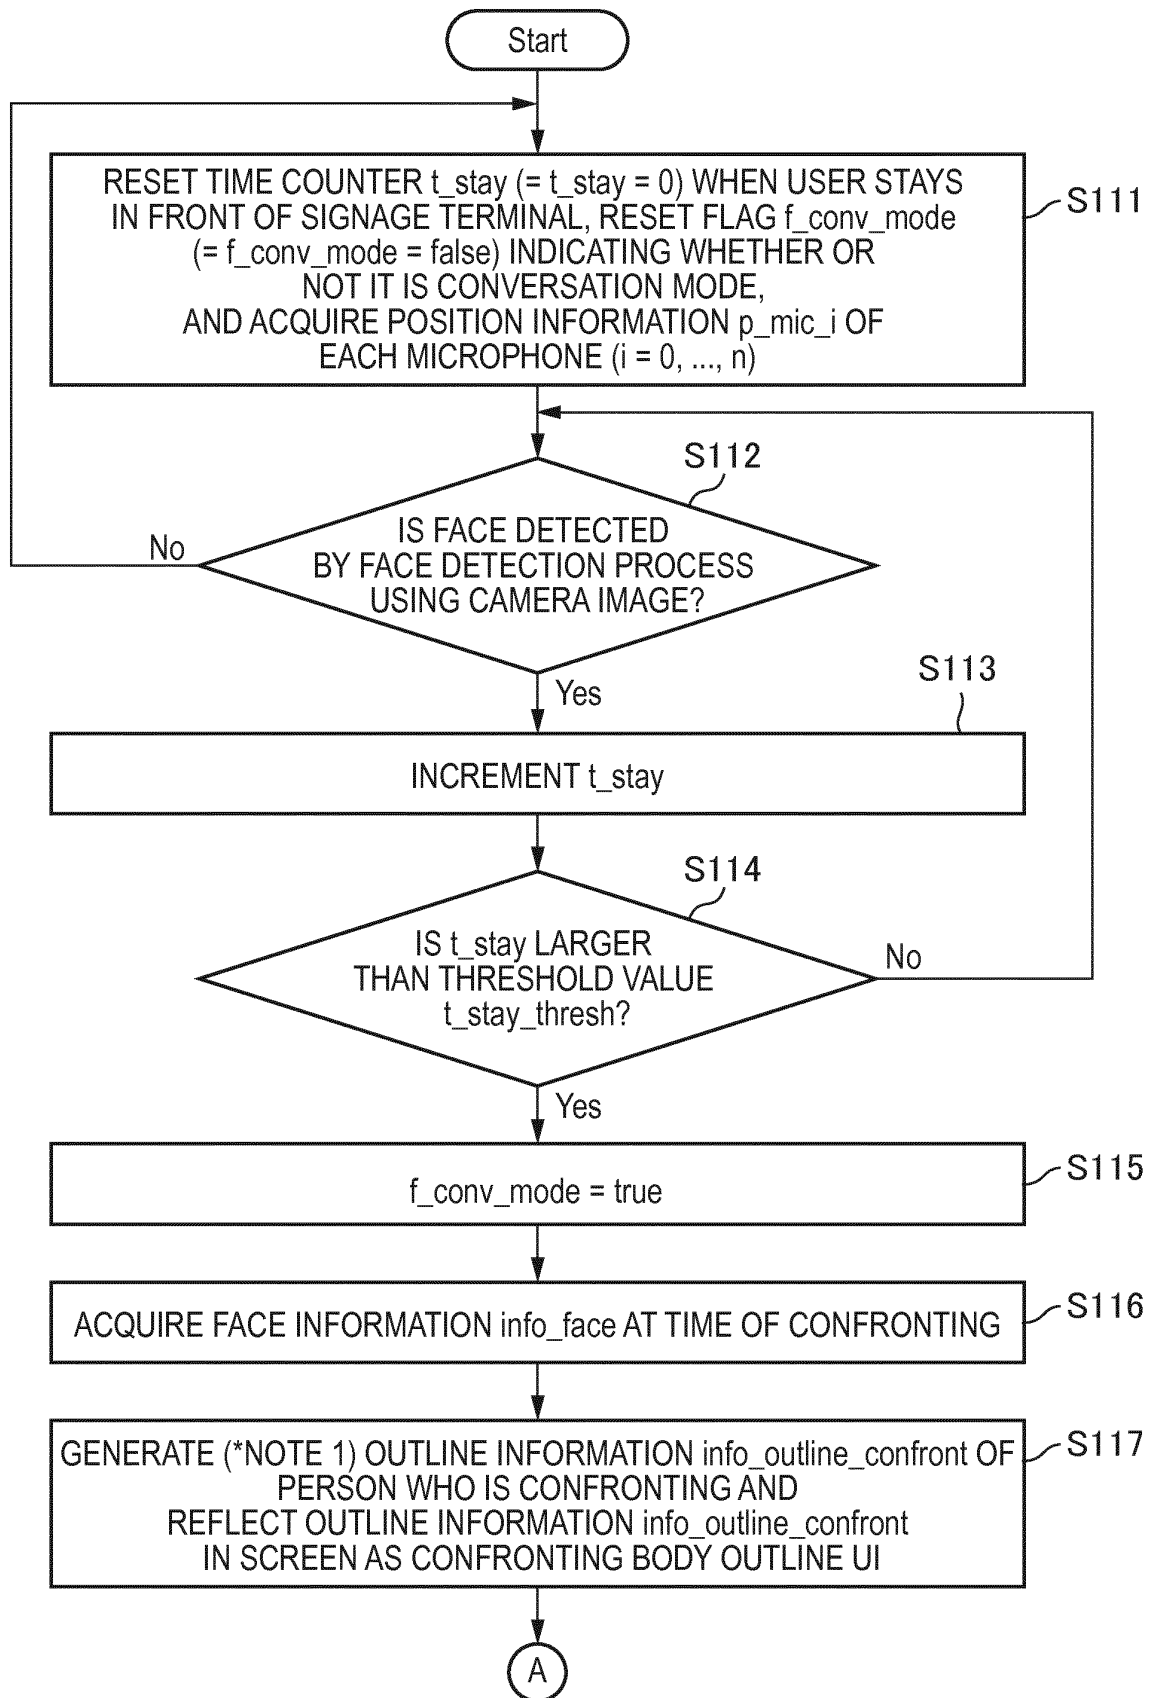 Start
RESET TIME COUNTER t_stay (= t_stay = 0) WHEN USER STAYS
IN FRONT OF SIGNAGE TERMINAL, RESET FLAG f_conv_mode
(= f_conv_mode = false) INDICATING WHETHER OR
NOT IT IS CONVERSATION MODE,
AND ACQUIRE POSITION INFORMATION p_mic_i OF
EACH MICROPHONE (i = 0, ..., n)
S111
S112
IS FACE DETECTED
BY FACE DETECTION PROCESS
USING CAMERA IMAGE?
No
Yes
S113
INCREMENT t_stay
S114
IS t_stay LARGER
THAN THRESHOLD VALUE
t_stay_thresh?
No
Yes
f_conv_mode = true
S115
ACQUIRE FACE INFORMATION info_face AT TIME OF CONFRONTING
S116
GENERATE (*NOTE 1) OUTLINE INFORMATION info_outline_confront OF
PERSON WHO IS CONFRONTING AND
REFLECT OUTLINE INFORMATION info_outline_confront
IN SCREEN AS CONFRONTING BODY OUTLINE UI
S117
A